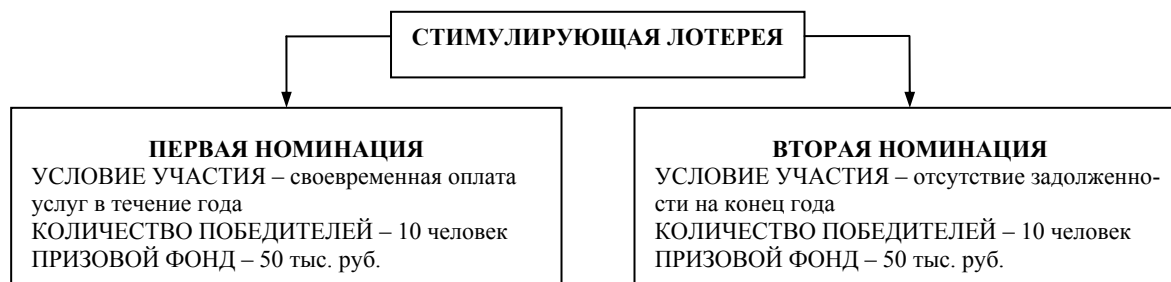 СТИМУЛИРУЮЩАЯ ЛОТЕРЕЯ
ПЕРВАЯ НОМИНАЦИЯ
УСЛОВИЕ УЧАСТИЯ – своевременная оплата
услуг в течение года
КОЛИЧЕСТВО ПОБЕДИТЕЛЕЙ – 10 человек
ПРИЗОВОЙ ФОНД – 50 тыс. руб.
ВТОРАЯ НОМИНАЦИЯ
УСЛОВИЕ УЧАСТИЯ – отсутствие задолженно-
сти на конец года
КОЛИЧЕСТВО ПОБЕДИТЕЛЕЙ – 10 человек
ПРИЗОВОЙ ФОНД – 50 тыс. руб.